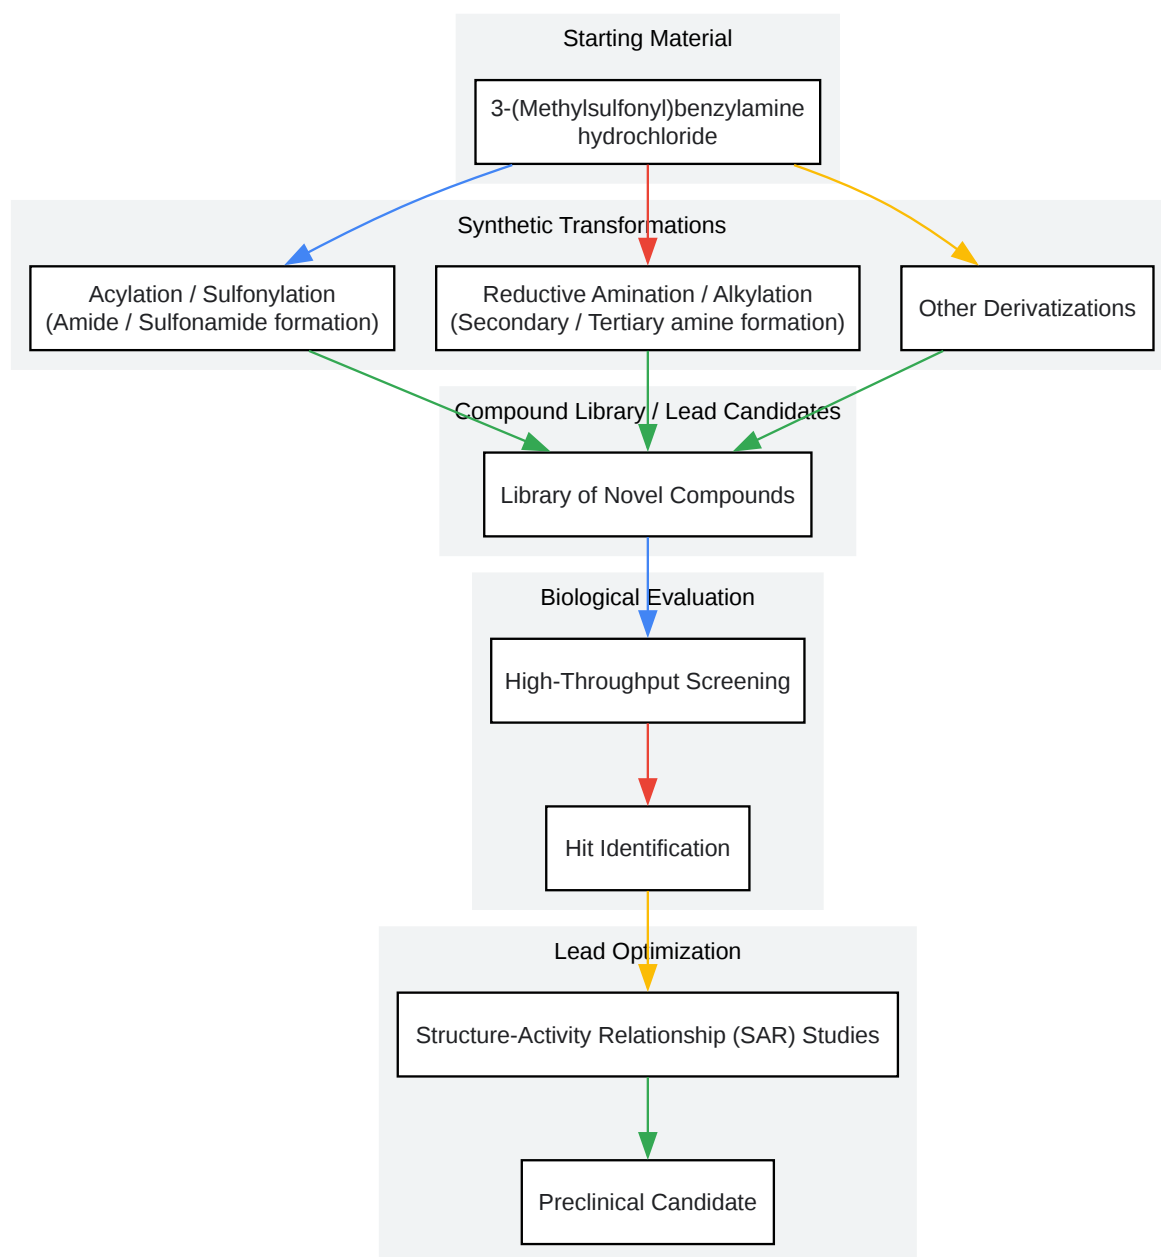 Starting Material
3-(Methylsulfonyl)benzylamine
hydrochloride
Synthetic Transformations
Acylation / Sulfonylation
(Amide / Sulfonamide formation)
Reductive Amination / Alkylation
(Secondary / Tertiary amine formation)
Other Derivatizations
Compound Library / Lead Candidates
Library of Novel Compounds
Biological Evaluation
High-Throughput Screening
Hit Identification
Lead Optimization
Structure-Activity Relationship (SAR) Studies
Preclinical Candidate